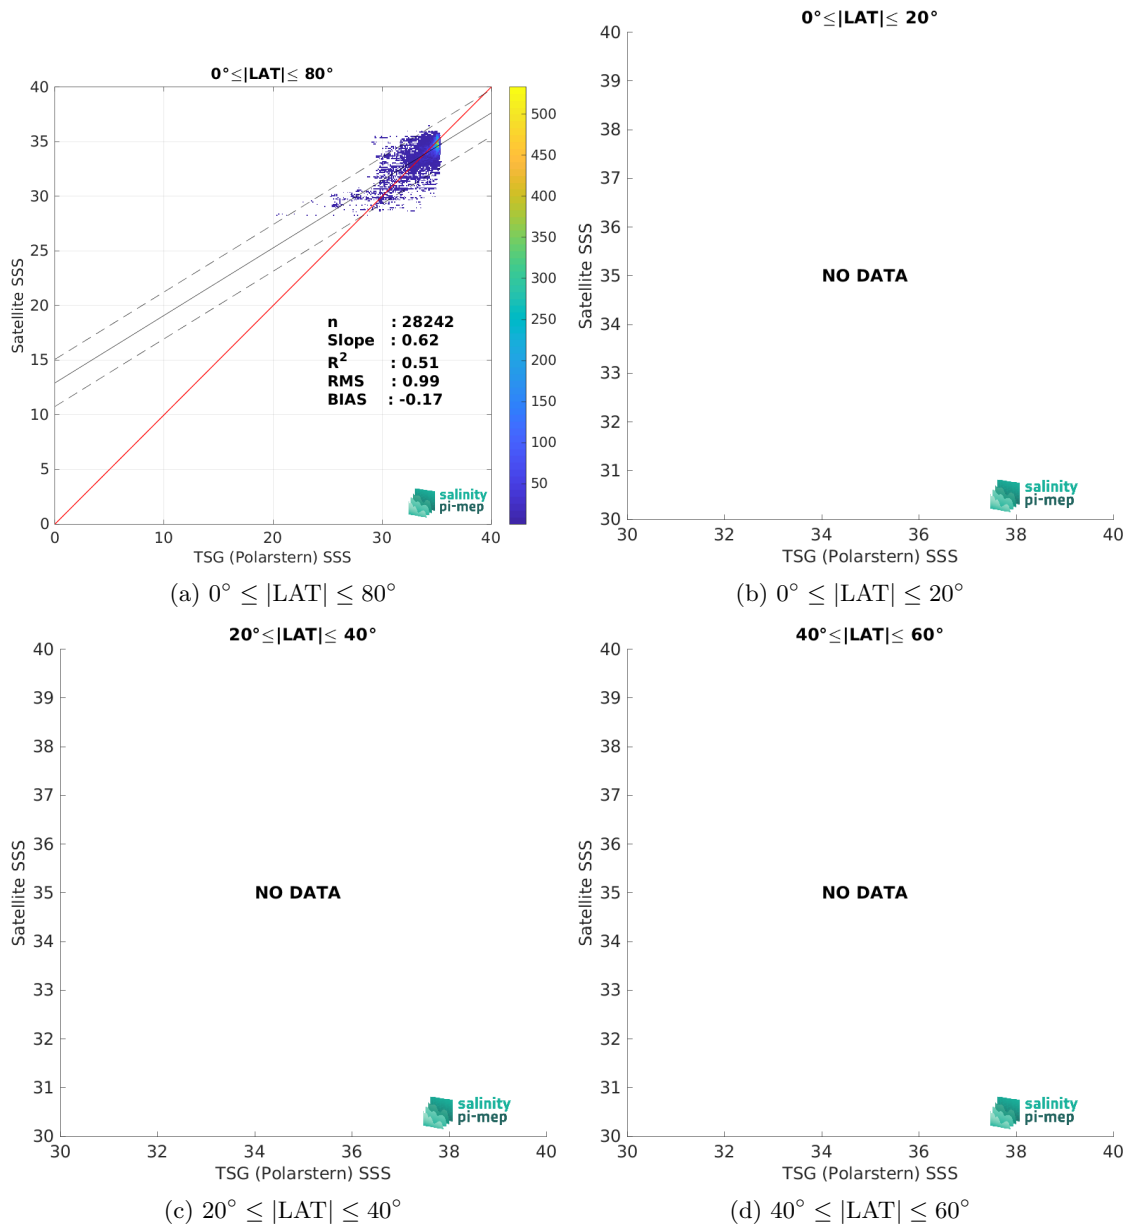 0°≤|LAT|≤ 80°
40
35
30
25
20
15
10
5
0
0
10
20
30
40
Satellite SSS
TSG (Polarstern) SSS
n : 28242
Slope : 0.62
R² : 0.51
RMS : 0.99
BIAS : -0.17
500
450
400
350
300
250
200
150
100
50
salinity
pi-mep
(a) 0° ≤ |LAT| ≤ 80°
0°≤|LAT|≤ 20°
40
39
38
37
36
35
34
33
32
31
30
30
32
34
36
38
40
Satellite SSS
NO DATA
TSG (Polarstern) SSS
salinity
pi-mep
(b) 0° ≤ |LAT| ≤ 20°
20°≤|LAT|≤ 40°
40
39
38
37
36
35
34
33
32
31
30
30
32
34
36
38
40
Satellite SSS
NO DATA
TSG (Polarstern) SSS
salinity
pi-mep
(c) 20° ≤ |LAT| ≤ 40°
40°≤|LAT|≤ 60°
40
39
38
37
36
35
34
33
32
31
30
30
32
34
36
38
40
Satellite SSS
NO DATA
TSG (Polarstern) SSS
salinity
pi-mep
(d) 40° ≤ |LAT| ≤ 60°